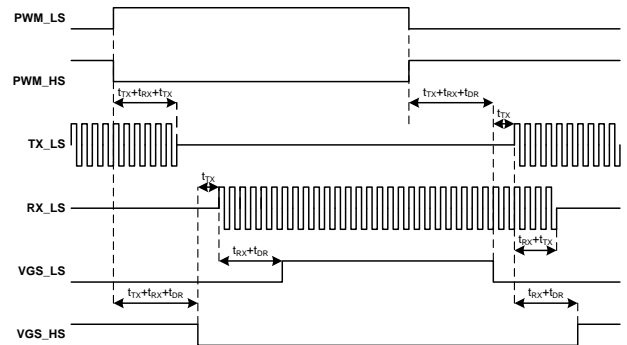 PWM_LS
PWM_HS
tTX+tRX+tTX
tTX+tRX+tDR
tTX
TX_LS
tTX
RX_LS
tRX+tTX
tRX+tDR
VGS_LS
tTX+tRX+tDR
tRX+tDR
VGS_HS